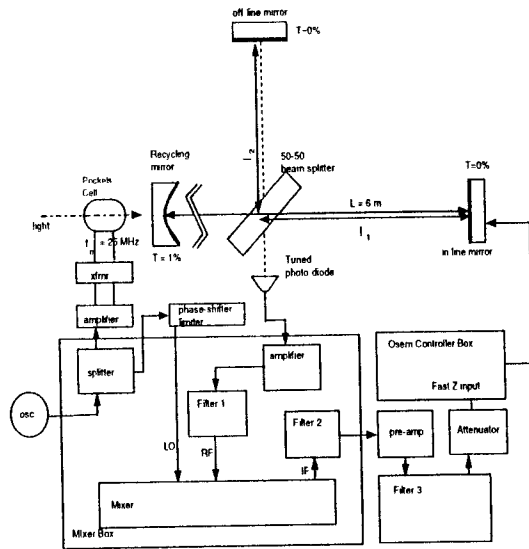 off line mirror
T=0%
l₂
50-50
beam splitter
Recycling
mirror
Pockels
Cell
light
f_m = 25 MHz
T = 1%
L = 6 m
l₁
T=0%
in line mirror
Tuned
photo diode
xfrmr
amplifier
phase-shifter
limiter
splitter
osc
amplifier
Filter 1
LO
RF
Filter 2
IF
Mixer
Mixer Box
pre-amp
Osem Controller Box
Fast Z input
Attenuator
Filter 3